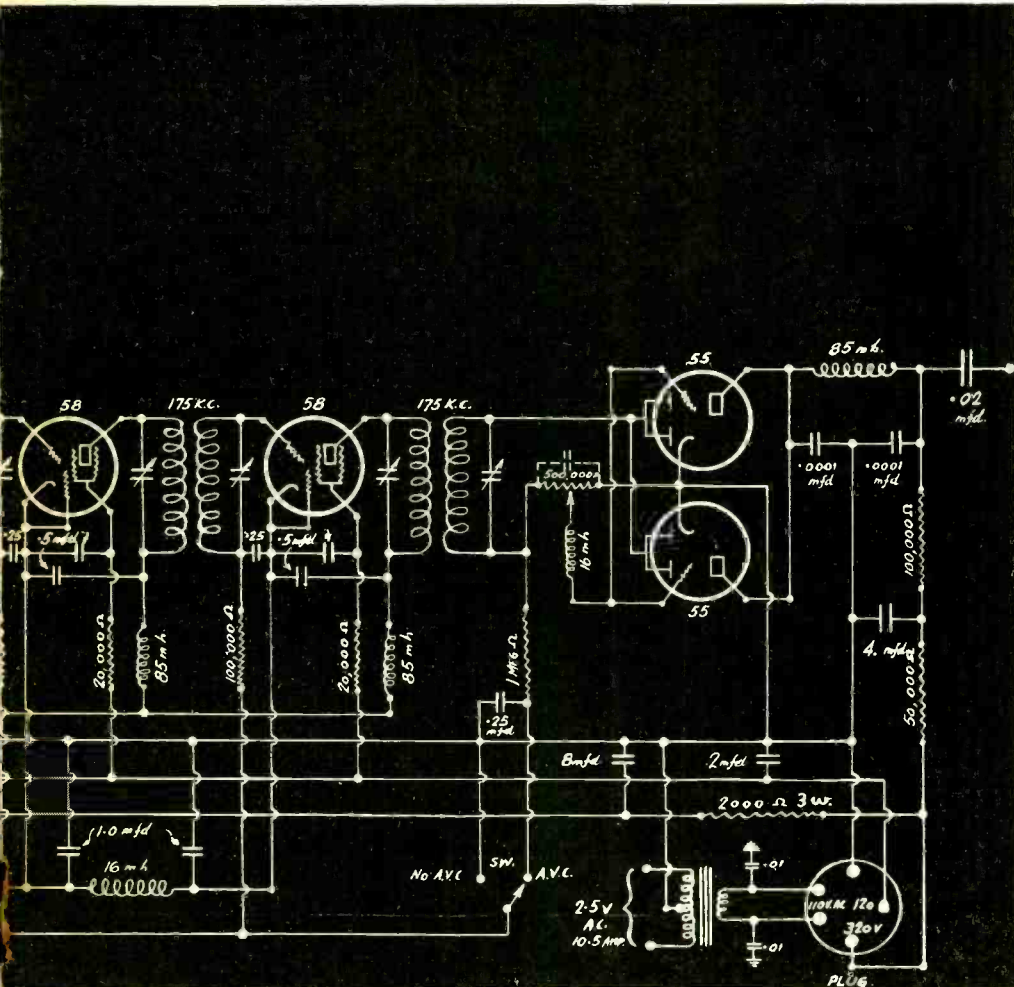 55
85 mh.
.02
mfd.
58
175 K.C.
58
175 K.C.
500,000
.0001
mfd
.0001
mfd
.25
.5 mfd
.25
.5 mfd
16 mh
100,000 Ω
55
20,000 Ω
85 mh.
100,000 Ω
20,000 Ω
85 mh.
1 MEG Ω
4. mfd.
50,000 Ω
.25
mfd
8 mfd
2 mfd
2000 Ω 3 W.
1.0 mfd
16 mh
No A.V.C
SW.
A.V.C.
.01
2.5 V
A.C.
10.5 AMP.
110V. AC
120
320 V
.01
PLUG.